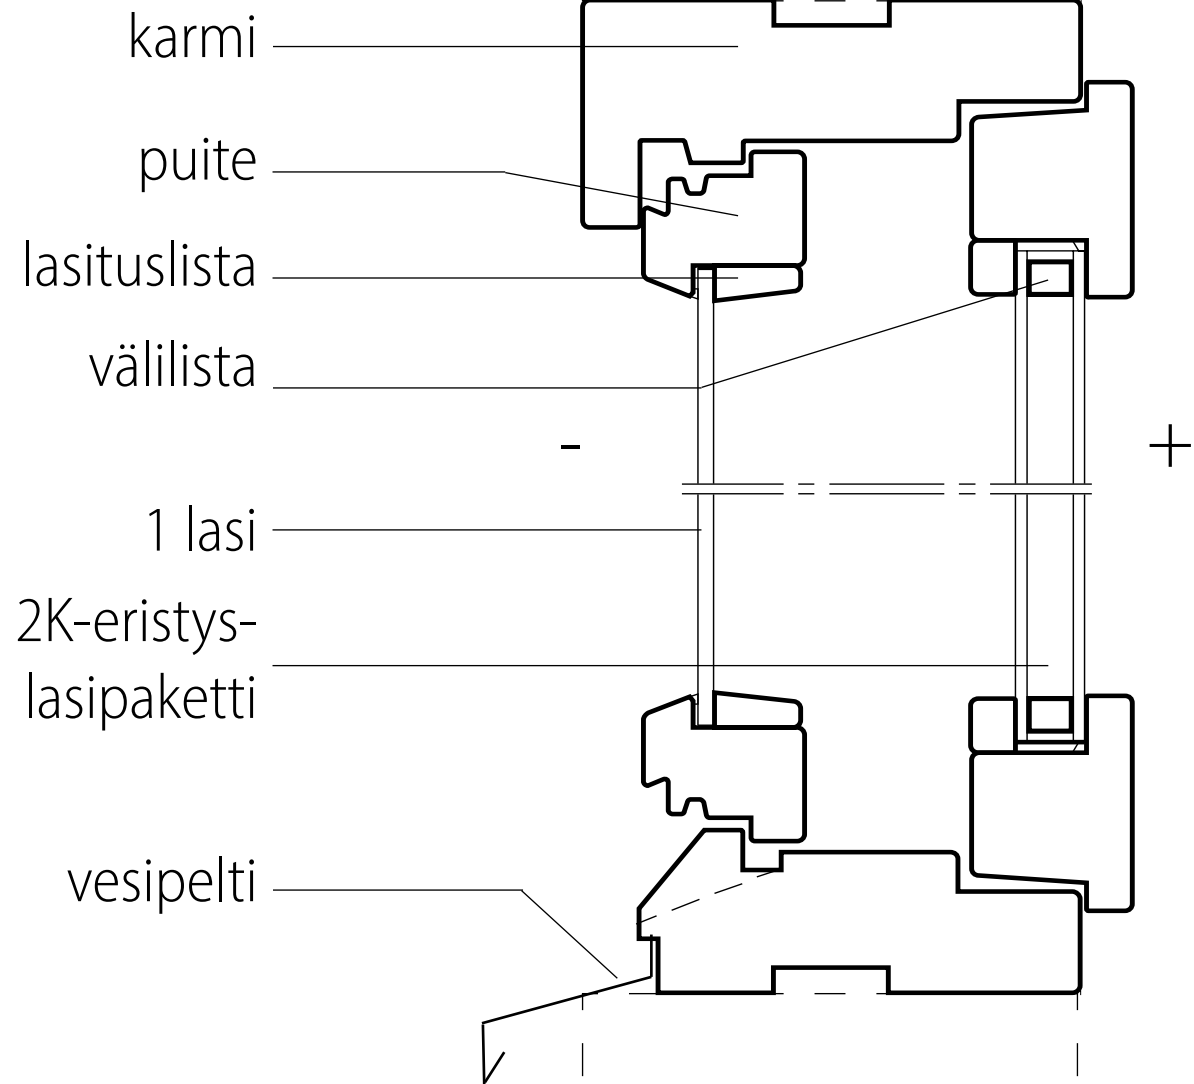 karmi
puite
lasituslista
välilista
- +
1 lasi
2K-eristys-
lasipaketti
vesipelti